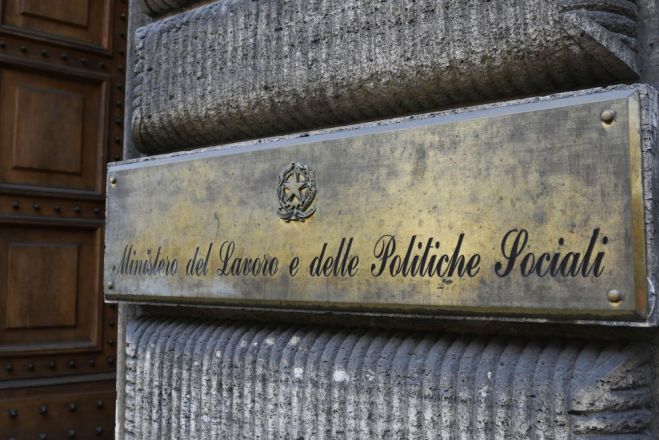 Ministero del Lavoro e delle Politiche Sociali